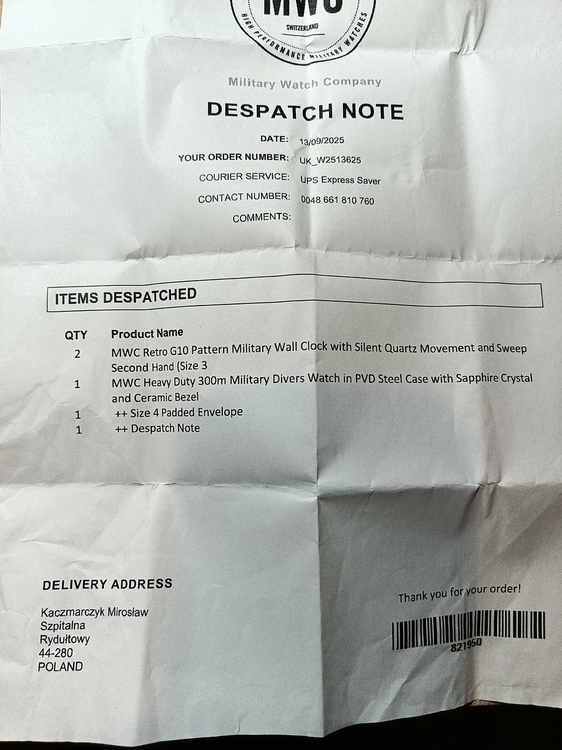 MWC
SWITZERLAND
HIGH PERFORMANCE MILITARY WATCHES
Military Watch Company
DESPATCH NOTE
DATE: 13/09/2025
YOUR ORDER NUMBER: UK_W2513625
COURIER SERVICE: UPS Express Saver
CONTACT NUMBER: 0048 661 810 760
COMMENTS:
ITEMS DESPATCHED
QTY Product Name
2 MWC Retro G10 Pattern Military Wall Clock with Silent Quartz Movement and Sweep
Second Hand (Size 3
1 MWC Heavy Duty 300m Military Divers Watch in PVD Steel Case with Sapphire Crystal
and Ceramic Bezel
1 ++ Size 4 Padded Envelope
1 ++ Despatch Note
DELIVERY ADDRESS
Kaczmarczyk Mirosław
Szpitalna
Rydułtowy
44-280
POLAND
Thank you for your order!
821950